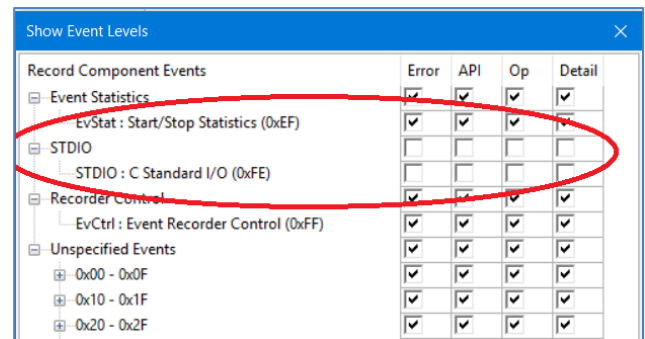 Show Event Levels
Record Component Events Error API Op Detail
Event Statistics
EvStat : Start/Stop Statistics (0xEF)
STDIO
STDIO : C Standard I/O (0xFE)
Recorder Control
EvCtrl : Event Recorder Control (0xFF)
Unspecified Events
0x00 - 0x0F
0x10 - 0x1F
0x20 - 0x2F